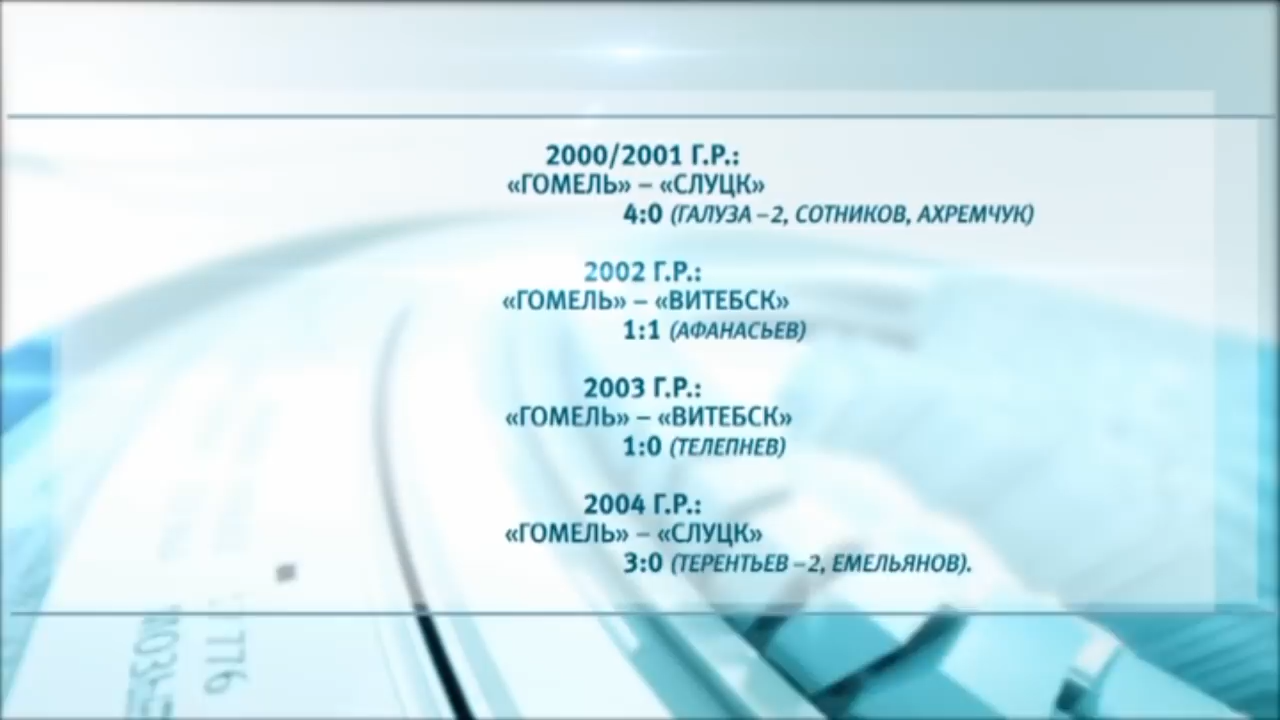 2000/2001 Г.Р.:
«ГОМЕЛЬ» – «СЛУЦК»
4:0 (ГАЛУЗА – 2, СОТНИКОВ, АХРЕМЧУК)
2002 Г.Р.:
«ГОМЕЛЬ» – «ВИТЕБСК»
1:1 (АФАНАСЬЕВ)
2003 Г.Р.:
«ГОМЕЛЬ» – «ВИТЕБСК»
1:0 (ТЕЛЕПНЕВ)
2004 Г.Р.:
«ГОМЕЛЬ» – «СЛУЦК»
3:0 (ТЕРЕНТЬЕВ – 2, ЕМЕЛЬЯНОВ).